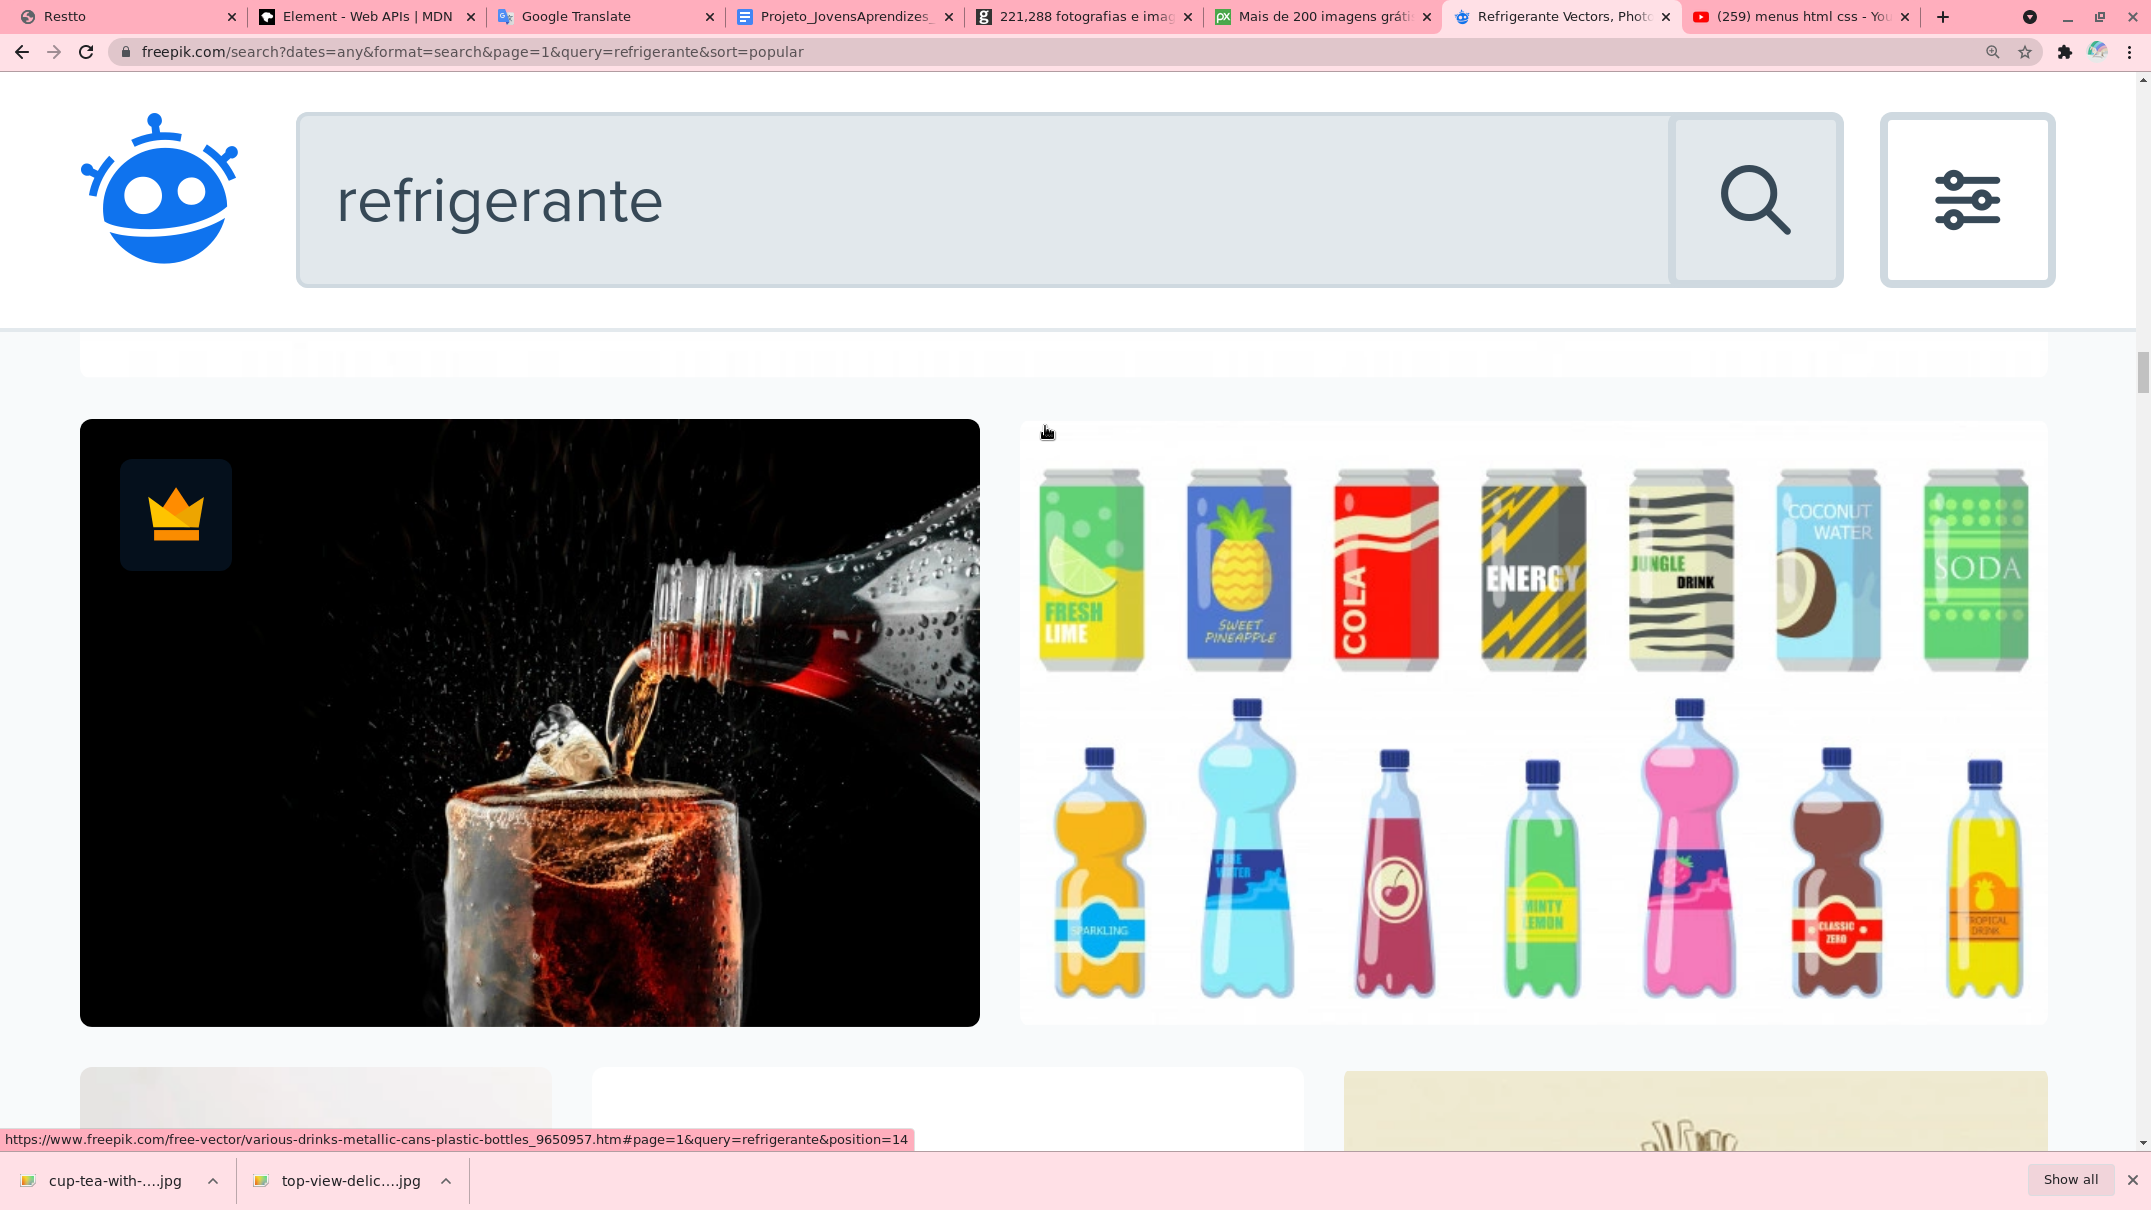 Restto
Element - Web APIs | MDN
Google Translate
Projeto_JovensAprendizes_
221,288 fotografias e imag
Mais de 200 imagens gráti
Refrigerante Vectors, Phot
(259) menus html css - You
freepik.com/search?dates=any&format=search&page=1&query=refrigerante&sort=popular
refrigerante
FRESH
LIME
SWEET
PINEAPPLE
COLA
ENERGY
JUNGLE
DRINK
COCONUT
WATER
SODA
SPARKLING
PURE
WATER
MINTY
LEMON
CLASSIC
ZERO
TROPICAL
DRINK
https://www.freepik.com/free-vector/various-drinks-metallic-cans-plastic-bottles_9650957.htm#page=1&query=refrigerante&position=14
cup-tea-with-....jpg
top-view-delic....jpg
Show all